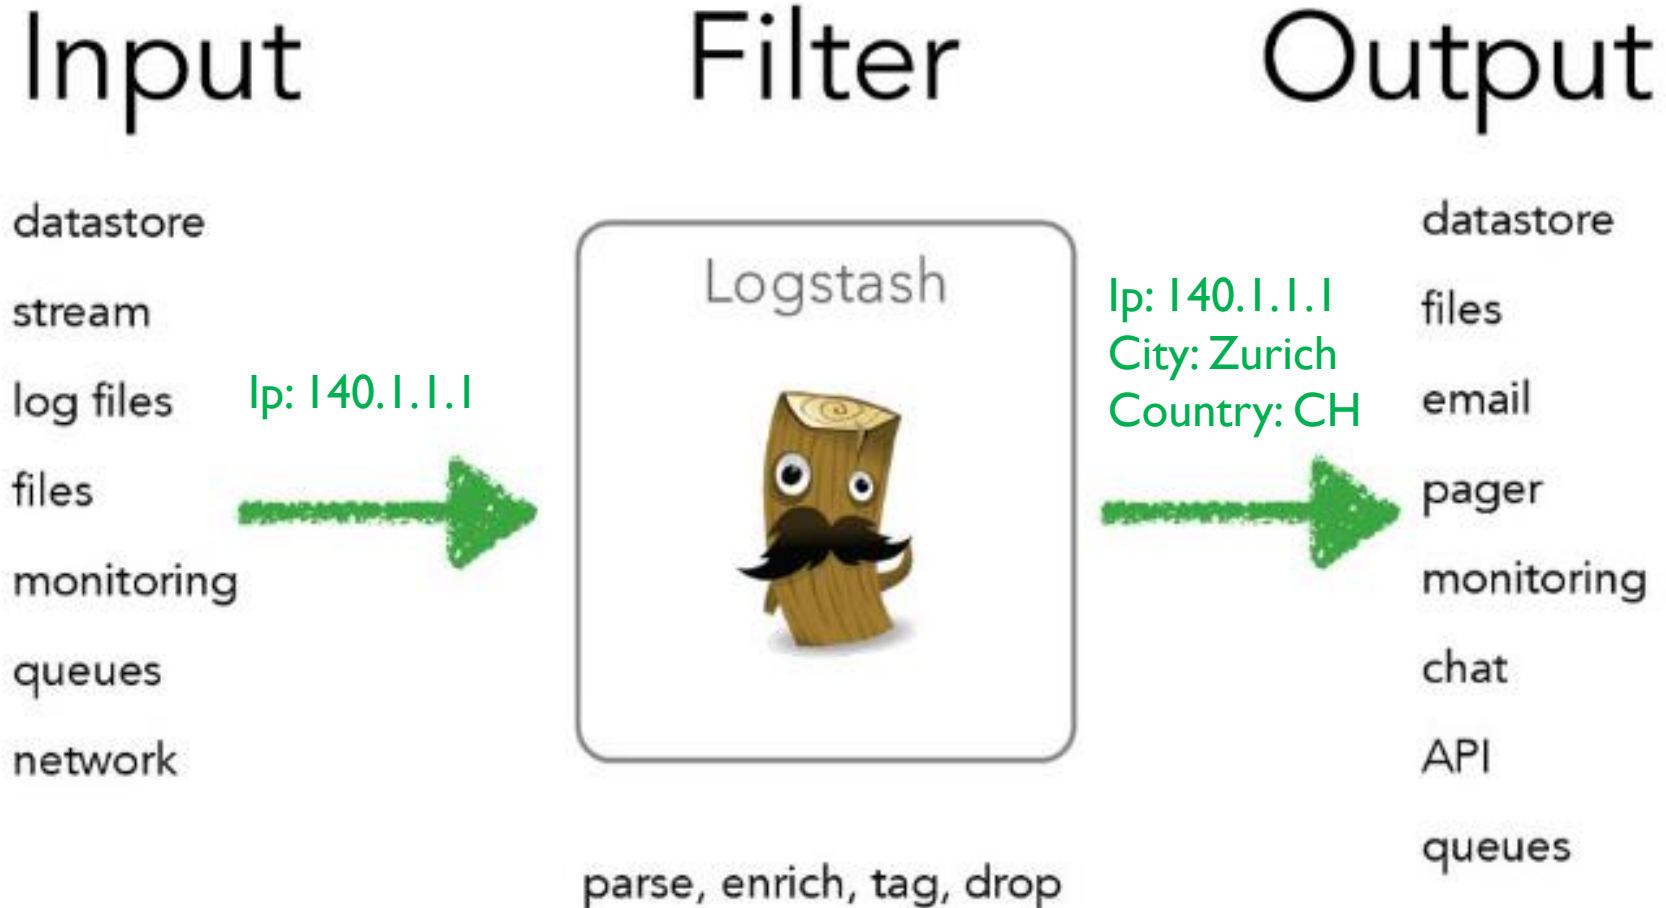 Input
Filter
Output
datastore
stream
log files
files
monitoring
queues
network
Ip: 140.1.1.1
Logstash
parse, enrich, tag, drop
Ip: 140.1.1.1
City: Zurich
Country: CH
datastore
files
email
pager
monitoring
chat
API
queues